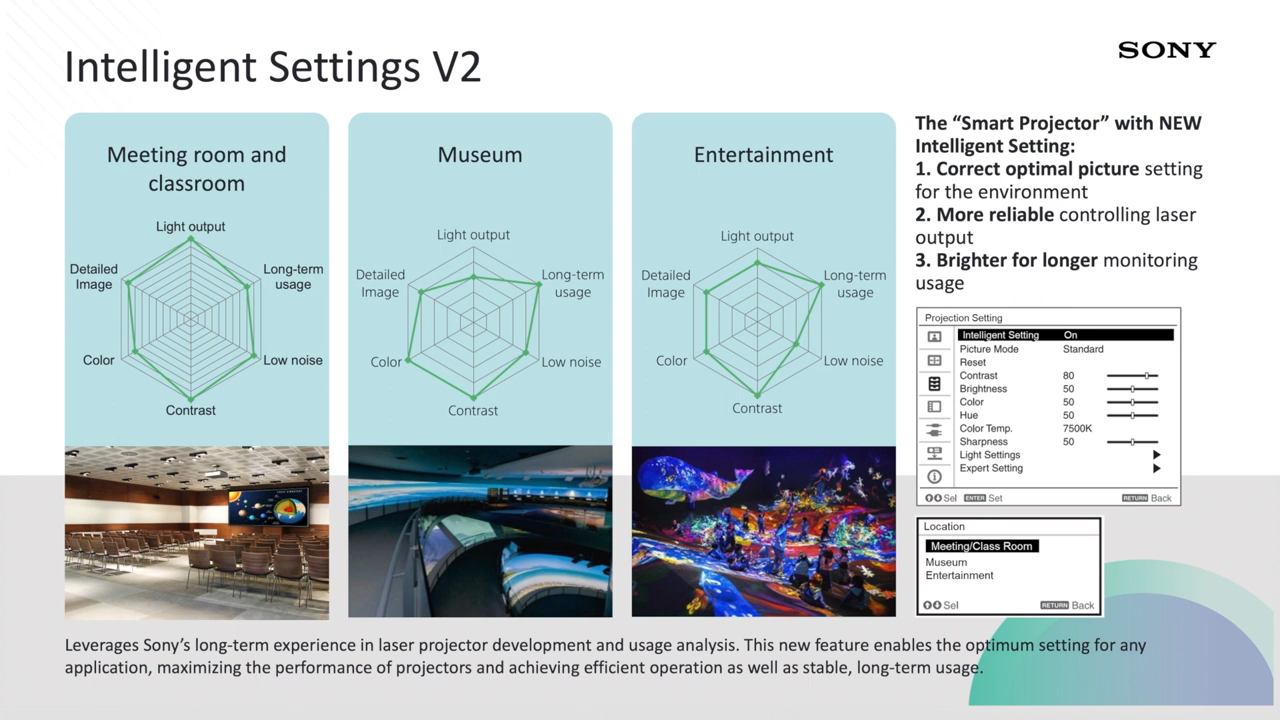 Intelligent Settings V2
SONY
Meeting room and
classroom
Light output
Detailed
Image
Long-term
usage
Color
Low noise
Contrast
Museum
Light output
Detailed
Image
Long-term
usage
Color
Low noise
Contrast
Entertainment
Light output
Detailed
Image
Long-term
usage
Color
Low noise
Contrast
The “Smart Projector” with NEW
Intelligent Setting:
1. Correct optimal picture setting
for the environment
2. More reliable controlling laser
output
3. Brighter for longer monitoring
usage
Projection Setting
Intelligent Setting On
Picture Mode Standard
Reset
Contrast 80
Brightness 50
Color 50
Hue 50
Color Temp. 7500K
Sharpness 50
Light Settings
Expert Setting
Sel ENTER Set RETURN Back
Location
Meeting/Class Room
Museum
Entertainment
Sel RETURN Back
Leverages Sony’s long-term experience in laser projector development and usage analysis. This new feature enables the optimum setting for any
application, maximizing the performance of projectors and achieving efficient operation as well as stable, long-term usage.